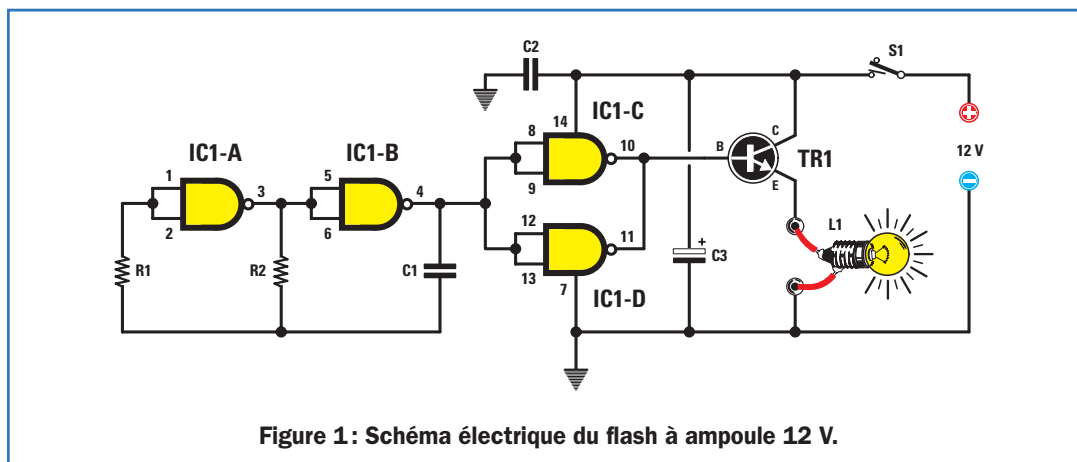 C2
S1
IC1-C
14
8
9
10
C
B
TR1
E
12 V
IC1-A
IC1-B
1
2
3
5
6
4
12
13
11
7
IC1-D
L1
R1
R2
C1
+
C3
Figure 1: Schéma électrique du flash à ampoule 12 V.